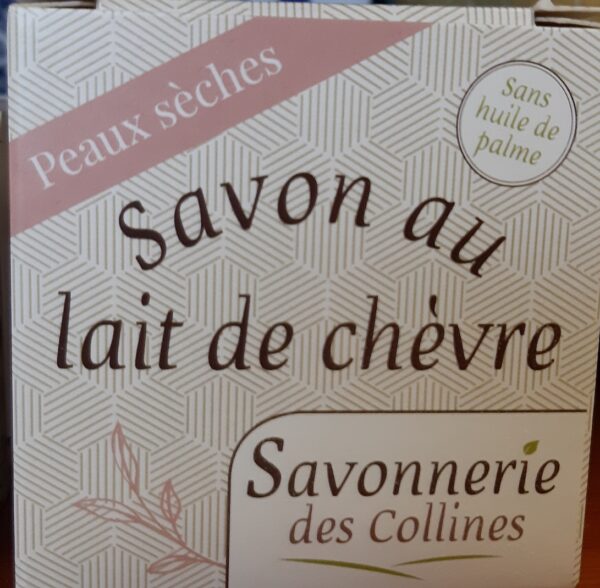 Peaux sèches
Sans
huile de
palme
Savon au
lait de chèvre
Savonnerie
des Collines